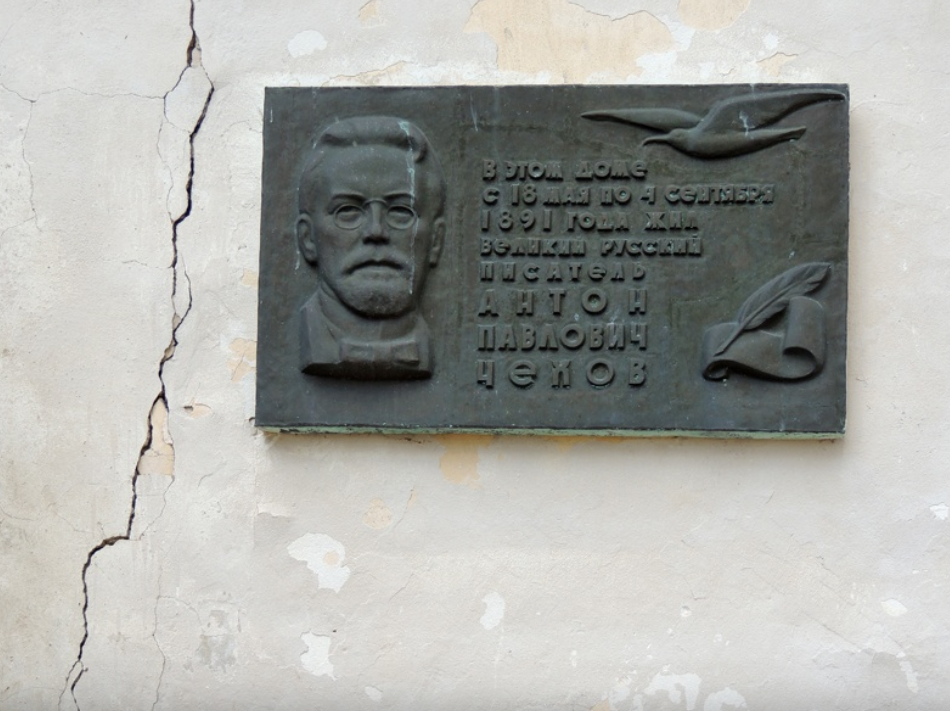 В ЭТОМ ДОМЕ
С 18 МАЯ ПО 4 СЕНТЯБРЯ
1891 ГОДА ЖИЛ
ВЕЛИКИЙ РУССКИЙ
ПИСАТЕЛЬ
АНТОН
ПАВЛОВИЧ
ЧЕХОВ